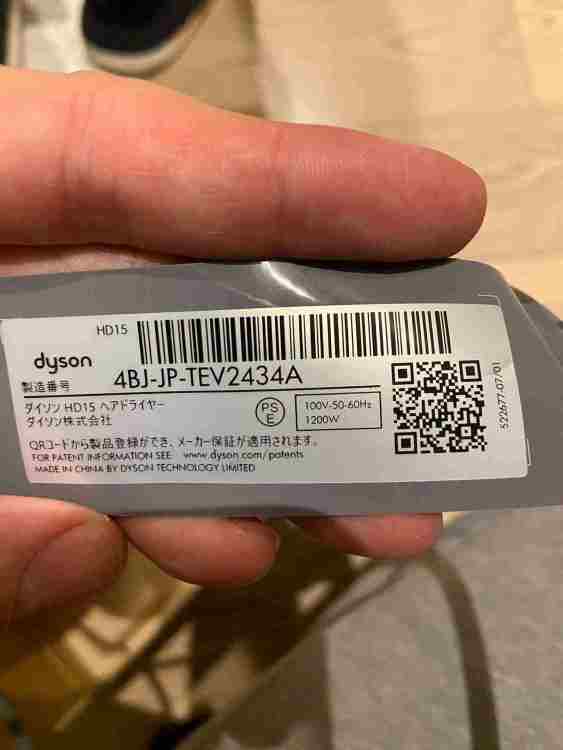 HD15
dyson
製造番号 4BJ-JP-TEV2434A
ダイソン HD15 ヘアドライヤー
ダイソン株式会社
PS
E
100V-50-60Hz
1200W
QRコードから製品登録ができ、メーカー保証が適用されます。
FOR PATENT INFORMATION SEE www.dyson.com/patents
MADE IN CHINA BY DYSON TECHNOLOGY LIMITED
522677-07/01